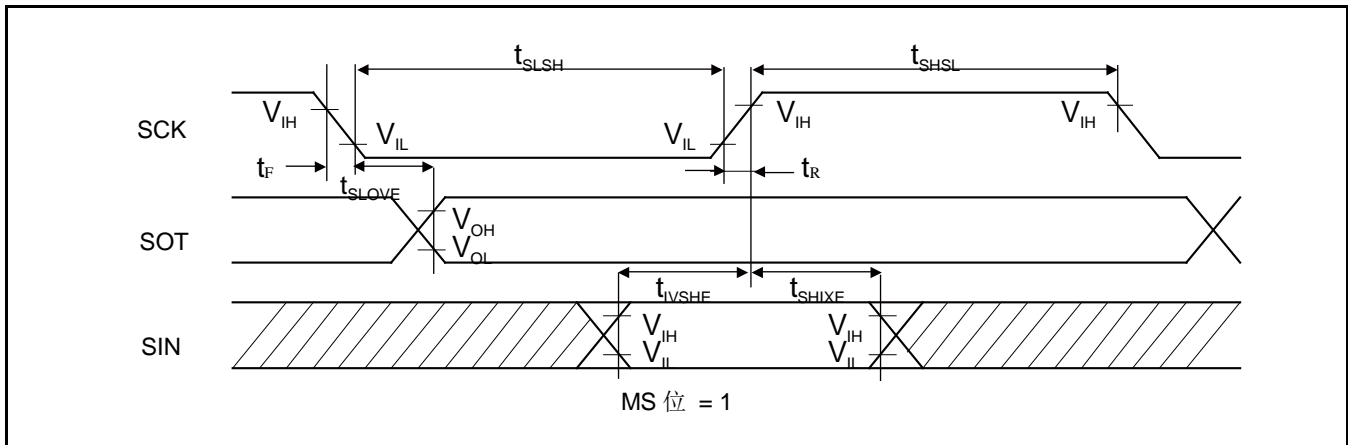 tSLSH
tSHSL
SCK
VIH
VIL
VIL
VIH
VIH
tF
tSLOVE
tR
SOT
VOH
VOL
tIVSHE
tSHIXE
SIN
VIH
VIL
VIH
VIL
MS 位 = 1